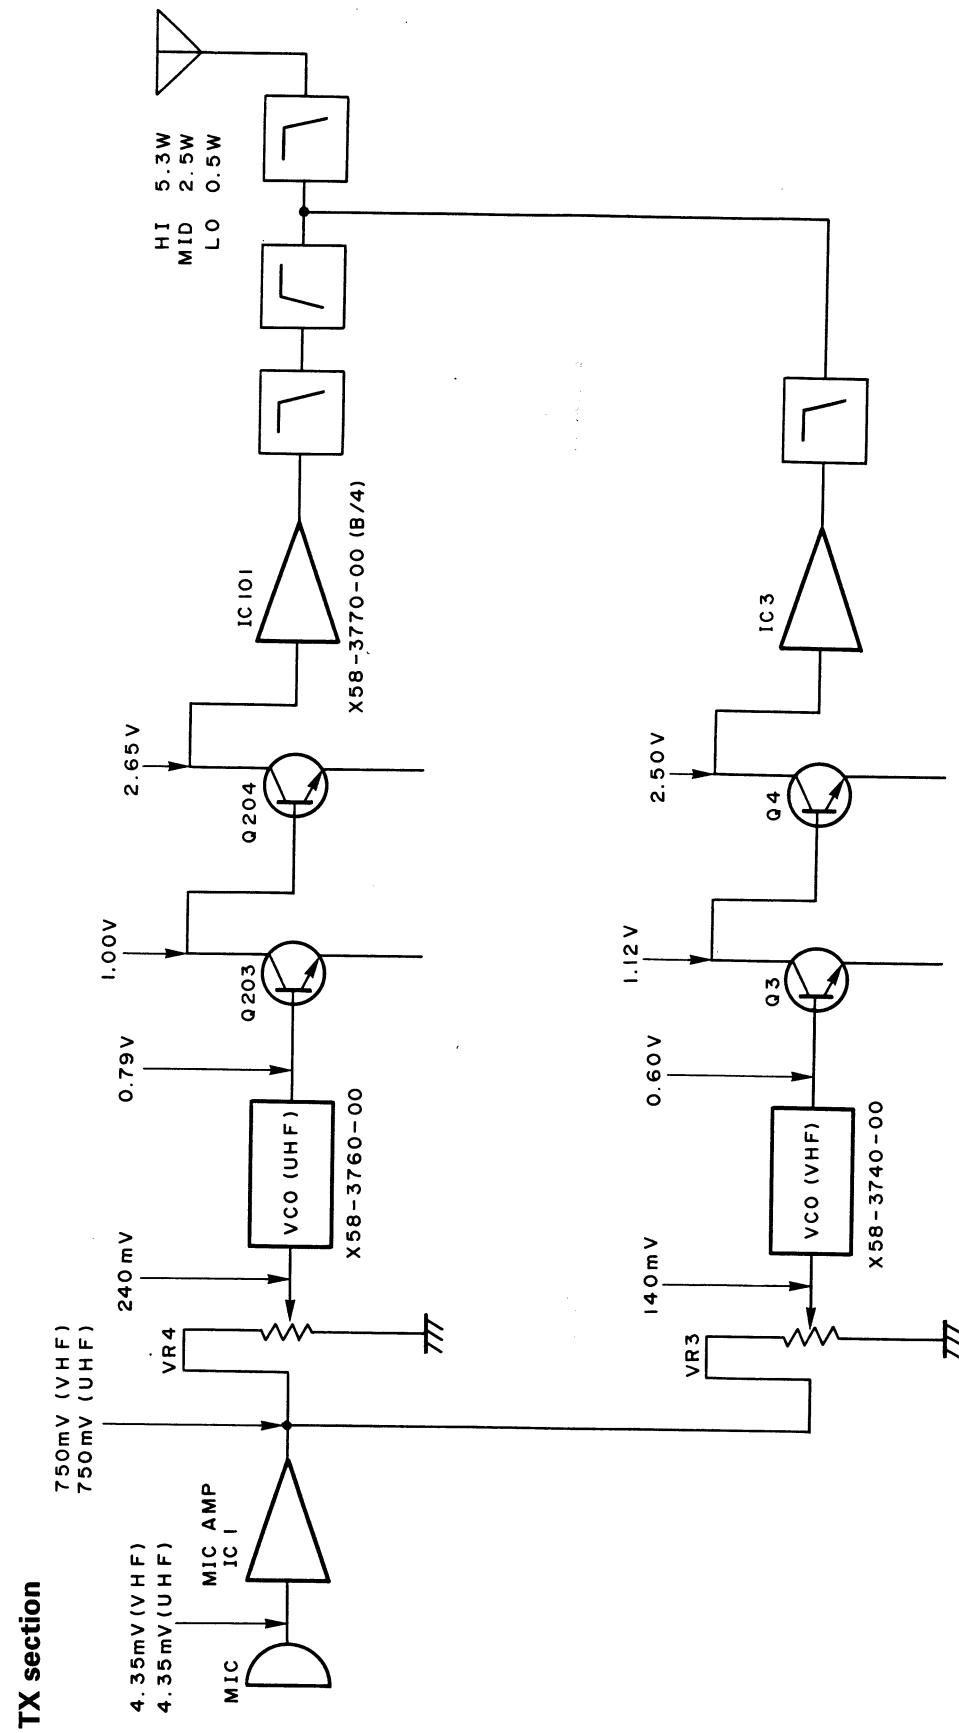 TX section
4.35mV (VHF)
4.35mV (UHF)
MIC
MIC AMP
IC1
750mV (VHF)
750mV (UHF)
VR4
240mV
VCO (UHF)
X58-3760-00
0.79V
Q203
1.00V
Q204
2.65V
IC101
X58-3770-00 (B/4)
HI 5.3W
MID 2.5W
LO 0.5W
VR3
140mV
VCO (VHF)
X58-3740-00
0.60V
Q3
1.12V
Q4
2.50V
IC3